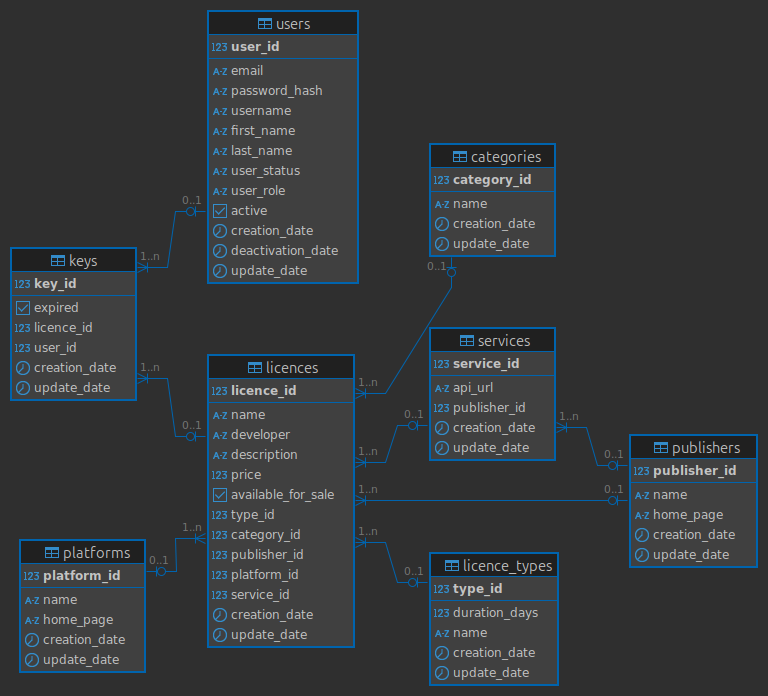 users
123 user_id
A-Z email
A-Z password_hash
A-Z username
A-Z first_name
A-Z last_name
A-Z user_status
A-Z user_role
active
creation_date
deactivation_date
update_date
categories
123 category_id
A-Z name
creation_date
update_date
0..1
1..n
keys
123 key_id
expired
123 licence_id
123 user_id
creation_date
update_date
0..1
1..n
0..1
licences
123 licence_id
A-Z name
A-Z developer
A-Z description
123 price
available_for_sale
123 type_id
123 category_id
123 publisher_id
123 platform_id
123 service_id
creation_date
update_date
services
123 service_id
A-Z api_url
123 publisher_id
creation_date
update_date
1..n
0..1
1..n
1..n
0..1
1..n
0..1
publishers
123 publisher_id
A-Z name
A-Z home_page
creation_date
update_date
1..n
0..1
platforms
123 platform_id
A-Z name
A-Z home_page
creation_date
update_date
1..n
0..1
licence_types
123 type_id
123 duration_days
A-Z name
creation_date
update_date
1..n
0..1